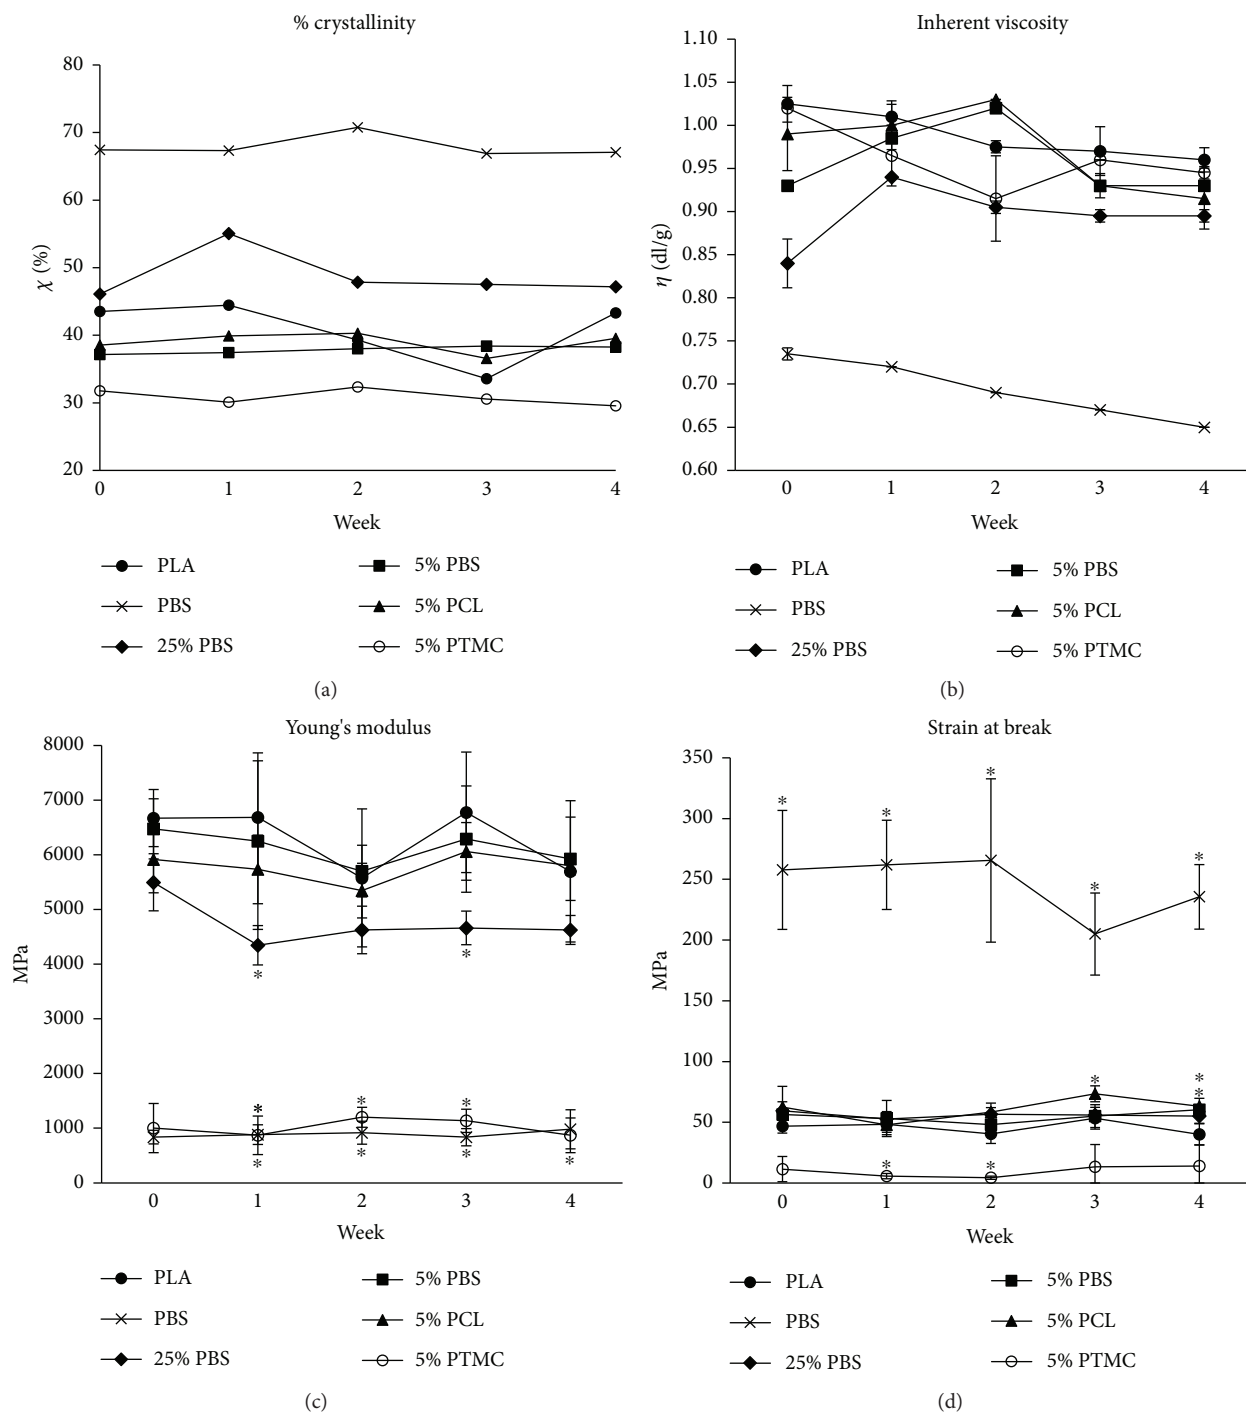 % crystallinity
80
70
60
50
40
30
20
χ (%)
0 1 2 3 4
Week
PLA
PBS
25% PBS
5% PBS
5% PCL
5% PTMC
(a)
Inherent viscosity
1.10
1.05
1.00
0.95
0.90
0.85
0.80
0.75
0.70
0.65
0.60
η (dl/g)
0 1 2 3 4
Week
PLA
PBS
25% PBS
5% PBS
5% PCL
5% PTMC
(b)
Young's modulus
8000
7000
6000
5000
4000
3000
2000
1000
0
MPa
* *
* * * *
* * * *
0 1 2 3 4
Week
PLA
PBS
25% PBS
5% PBS
5% PCL
5% PTMC
(c)
Strain at break
350
300
250
200
150
100
50
0
MPa
* * * * *
* * *
* *
0 1 2 3 4
Week
PLA
PBS
25% PBS
5% PBS
5% PCL
5% PTMC
(d)